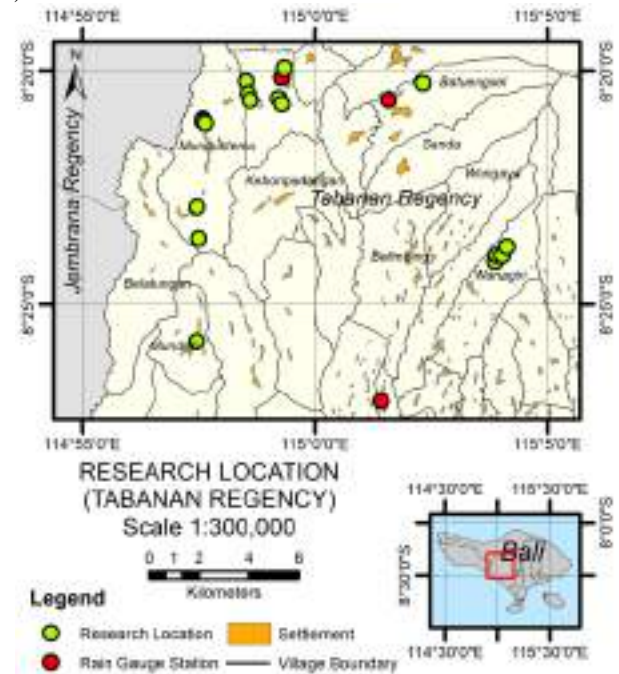 114°55'0"E 115°0'0"E 115°5'0"E
8°20'0"S 8°20'0"S
N
Batuengsel
Sanda
Jembrana Regency
Kebonpadangan
Wongaya
Tabanan Regency
Belatungan
Wanagiri
8°25'0"S 8°25'0"S
114°55'0"E 115°0'0"E 115°5'0"E
RESEARCH LOCATION
(TABANAN REGENCY)
Scale 1:300,000
0 1 2 4 6
Kilometers
114°30'0"E 115°30'0"E
8°0'0"S
Bali
8°30'0"S
114°30'0"E 115°30'0"E
Legend
Research Location Settlement
Rain Gauge Station Village Boundary